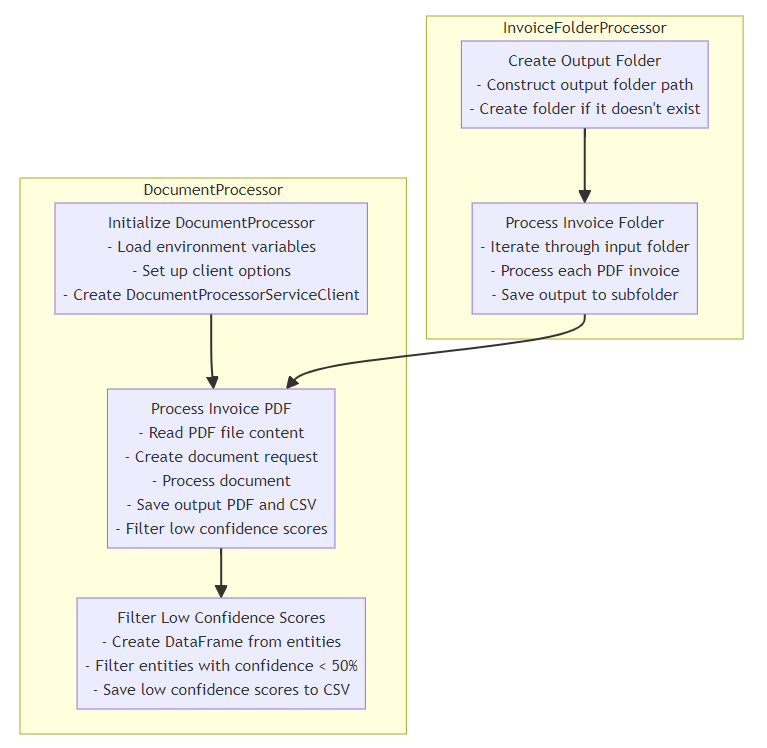 InvoiceFolderProcessor
Create Output Folder
- Construct output folder path
- Create folder if it doesn't exist
Process Invoice Folder
- Iterate through input folder
- Process each PDF invoice
- Save output to subfolder
DocumentProcessor
Initialize DocumentProcessor
- Load environment variables
- Set up client options
- Create DocumentProcessorServiceClient
Process Invoice PDF
- Read PDF file content
- Create document request
- Process document
- Save output PDF and CSV
- Filter low confidence scores
Filter Low Confidence Scores
- Create DataFrame from entities
- Filter entities with confidence < 50%
- Save low confidence scores to CSV